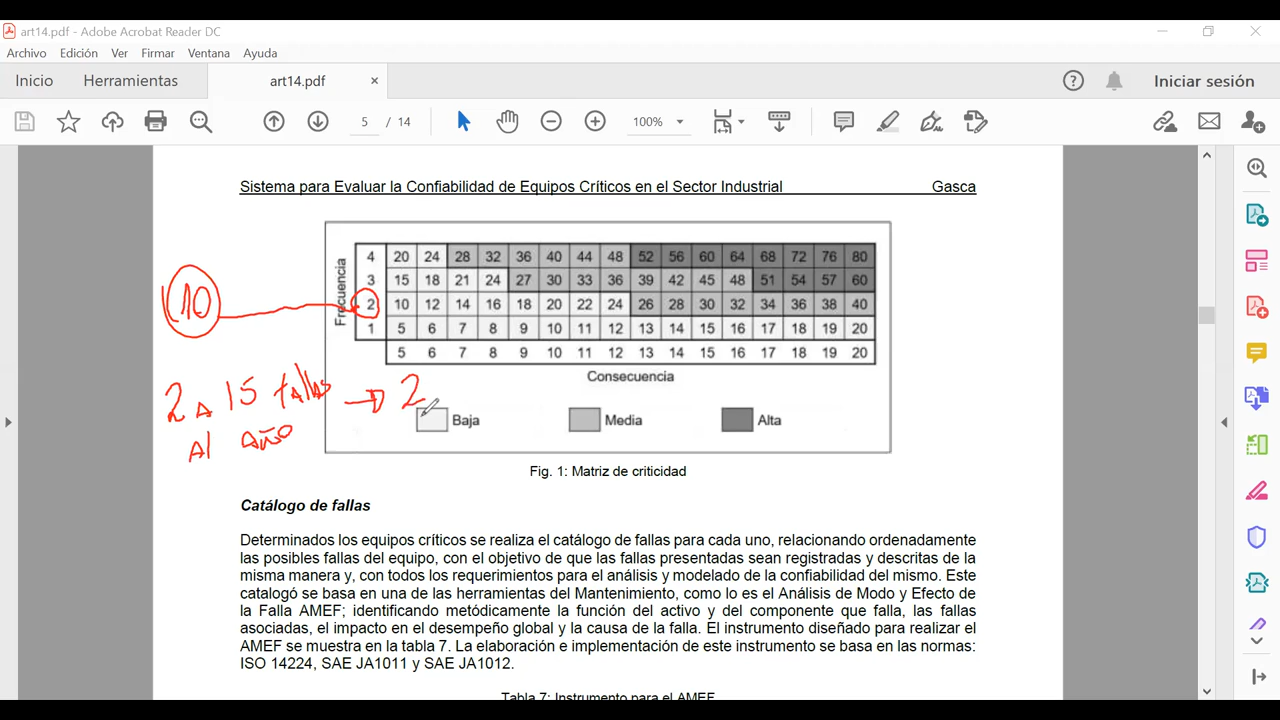 art14.pdf - Adobe Acrobat Reader DC
Archivo Edición Ver Firmar Ventana Ayuda
Inicio Herramientas art14.pdf × ? Iniciar sesión
5 / 14 100%
Sistema para Evaluar la Confiabilidad de Equipos Críticos en el Sector Industrial Gasca
Frecuencia
4 20 24 28 32 36 40 44 48 52 56 60 64 68 72 76 80
3 15 18 21 24 27 30 33 36 39 42 45 48 51 54 57 60
10
2 10 12 14 16 18 20 22 24 26 28 30 32 34 36 38 40
1 5 6 7 8 9 10 11 12 13 14 15 16 17 18 19 20
5 6 7 8 9 10 11 12 13 14 15 16 17 18 19 20
Consecuencia
2 A 15 fallas → 2
Al Año
Baja Media Alta
Fig. 1: Matriz de criticidad
Catálogo de fallas
Determinados los equipos críticos se realiza el catálogo de fallas para cada uno, relacionando ordenadamente
las posibles fallas del equipo, con el objetivo de que las fallas presentadas sean registradas y descritas de la
misma manera y, con todos los requerimientos para el análisis y modelado de la confiabilidad del mismo. Este
catalogó se basa en una de las herramientas del Mantenimiento, como lo es el Análisis de Modo y Efecto de
la Falla AMEF; identificando metódicamente la función del activo y del componente que falla, las fallas
asociadas, el impacto en el desempeño global y la causa de la falla. El instrumento diseñado para realizar el
AMEF se muestra en la tabla 7. La elaboración e implementación de este instrumento se basa en las normas:
ISO 14224, SAE JA1011 y SAE JA1012.
Tabla 7: Instrumento para el AMEF